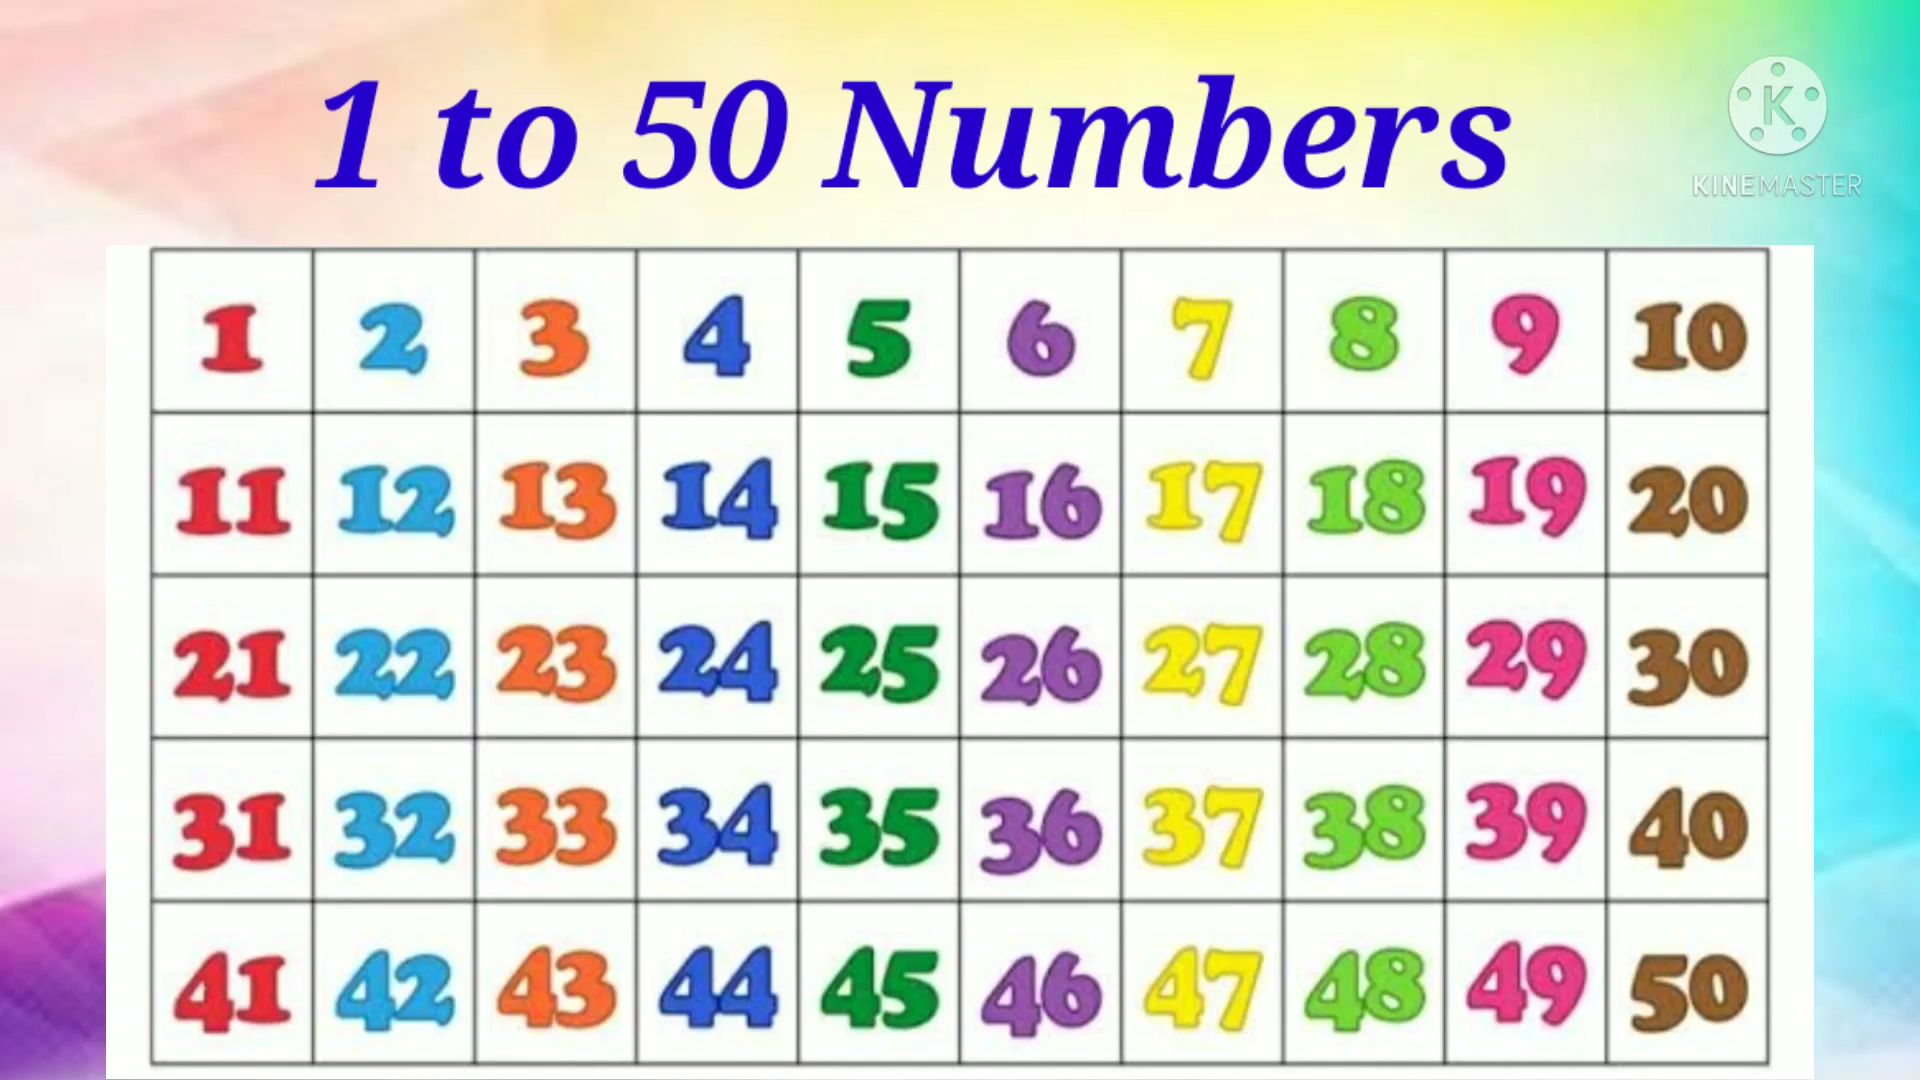 1 to 50 Numbers
K
KINEMASTER
1 2 3 4 5 6 7 8 9 10
11 12 13 14 15 16 17 18 19 20
21 22 23 24 25 26 27 28 29 30
31 32 33 34 35 36 37 38 39 40
41 42 43 44 45 46 47 48 49 50